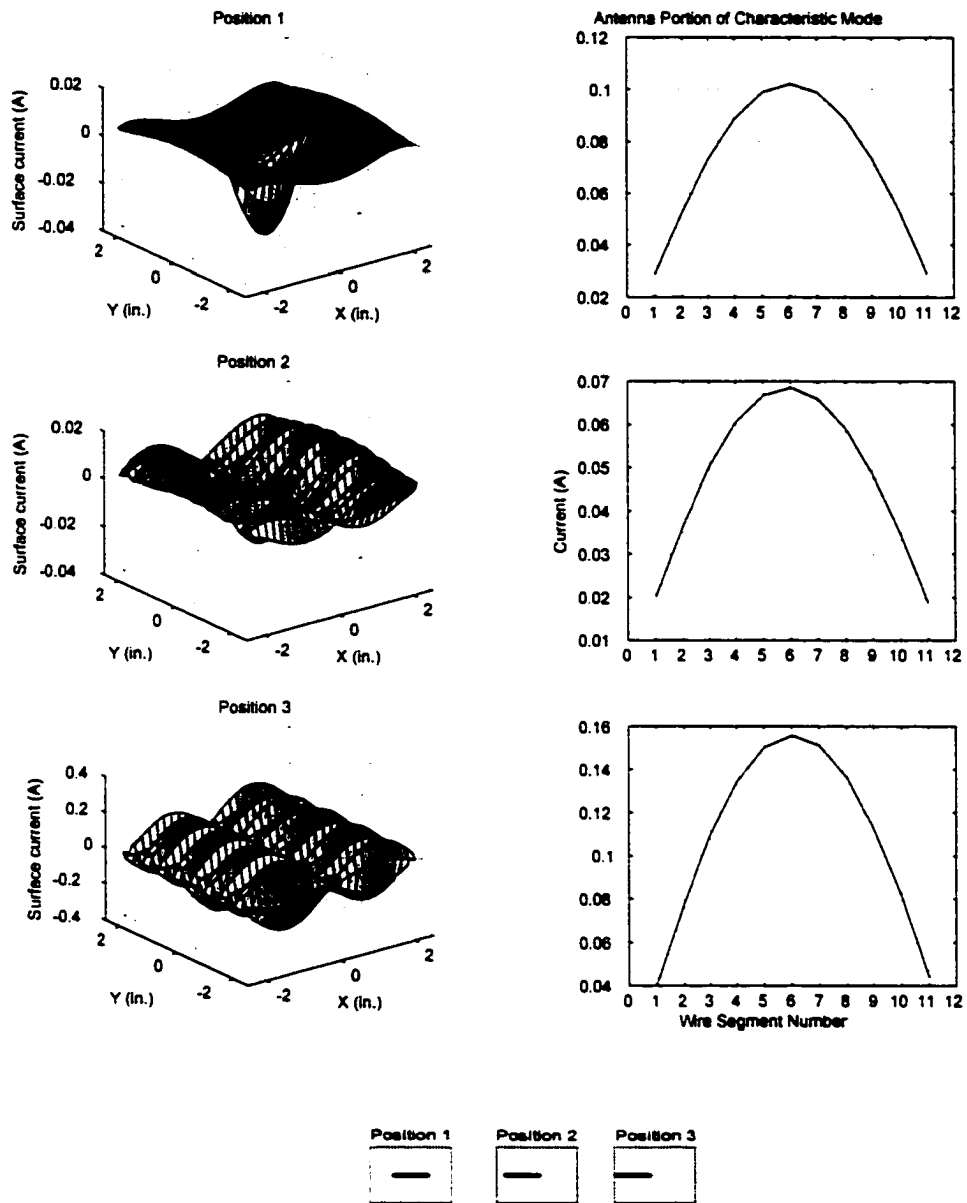 Position 1
Surface current (A)
0.02
0
-0.02
-0.04
2
0
-2
Y (in.)
-2
0
2
X (in.)
Antenna Portion of Characteristic Mode
0.12
0.1
0.08
0.06
0.04
0.02
0 1 2 3 4 5 6 7 8 9 10 11 12
Position 2
Surface current (A)
0.02
0
-0.02
-0.04
2
0
-2
Y (in.)
-2
0
2
X (in.)
Current (A)
0.07
0.06
0.05
0.04
0.03
0.02
0.01
0 1 2 3 4 5 6 7 8 9 10 11 12
Position 3
Surface current (A)
0.4
0.2
0
-0.2
-0.4
2
0
-2
Y (in.)
-2
0
2
X (in.)
0.16
0.14
0.12
0.1
0.08
0.06
0.04
0 1 2 3 4 5 6 7 8 9 10 11 12
Wire Segment Number
Position 1 Position 2 Position 3